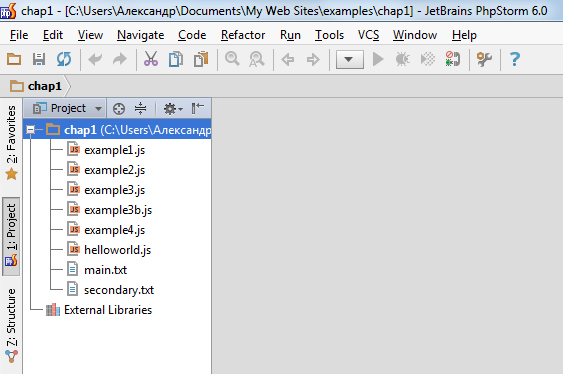 chap1 - [C:\Users\Александр\Documents\My Web Sites\examples\chap1] - JetBrains PhpStorm 6.0
File Edit View Navigate Code Refactor Run Tools VCS Window Help
chap1
Project
chap1 (C:\Users\Александр
example1.js
example2.js
example3.js
example3b.js
example4.js
helloworld.js
main.txt
secondary.txt
External Libraries
2: Favorites
1: Project
Z: Structure